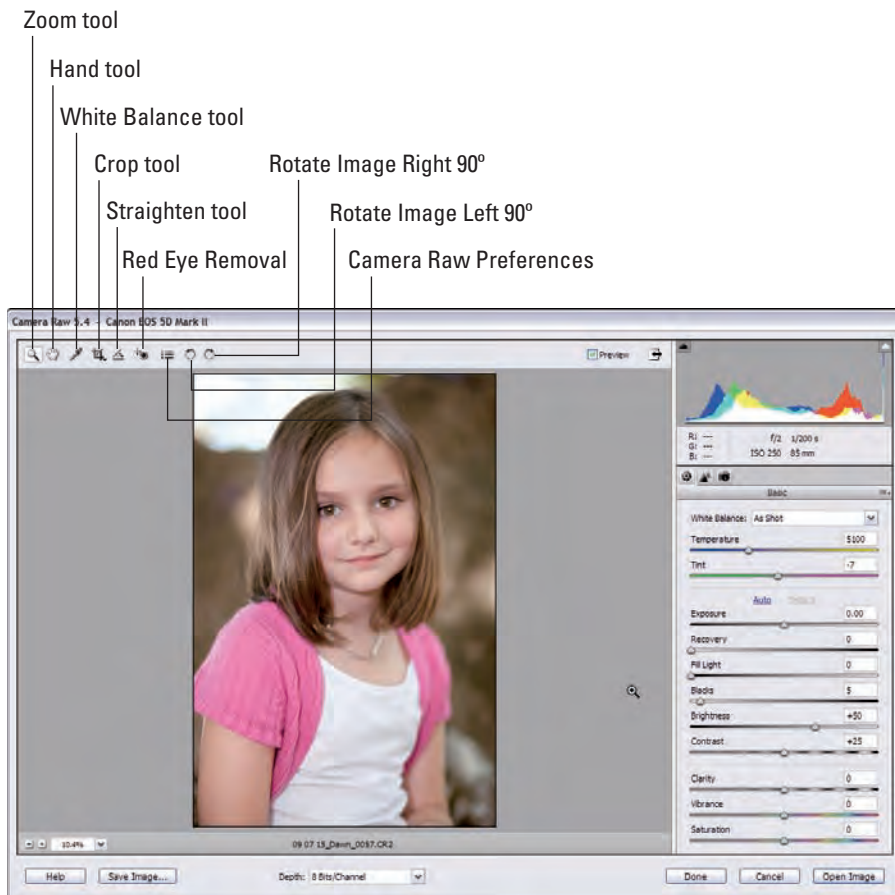 Zoom tool
Hand tool
White Balance tool
Crop tool
Rotate Image Right 90º
Straighten tool
Rotate Image Left 90º
Red Eye Removal
Camera Raw Preferences
Camera Raw 5.4 - Canon EOS 5D Mark II
Preview
R: ---
G: ---
B: ---
f/2 1/200 s
ISO 250 85 mm
Basic
White Balance: As Shot
Temperature 5100
Tint -7
Auto
Exposure 0.00
Recovery 0
Fill Light 0
Blacks 5
Brightness +50
Contrast +25
Clarity 0
Vibrance 0
Saturation 0
10.4% 09 07 15_Dawn_0057.CR2
Help Save Image... Depth: 8 Bits/Channel Done Cancel Open Image